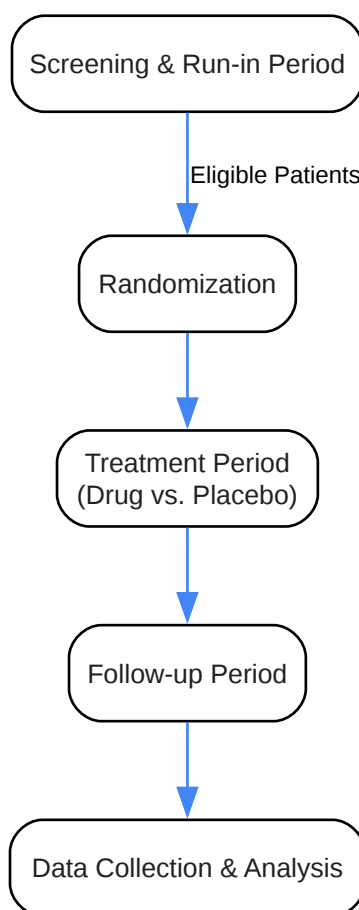 Screening & Run-in Period
Eligible Patients
Randomization
Treatment Period
(Drug vs. Placebo)
Follow-up Period
Data Collection & Analysis